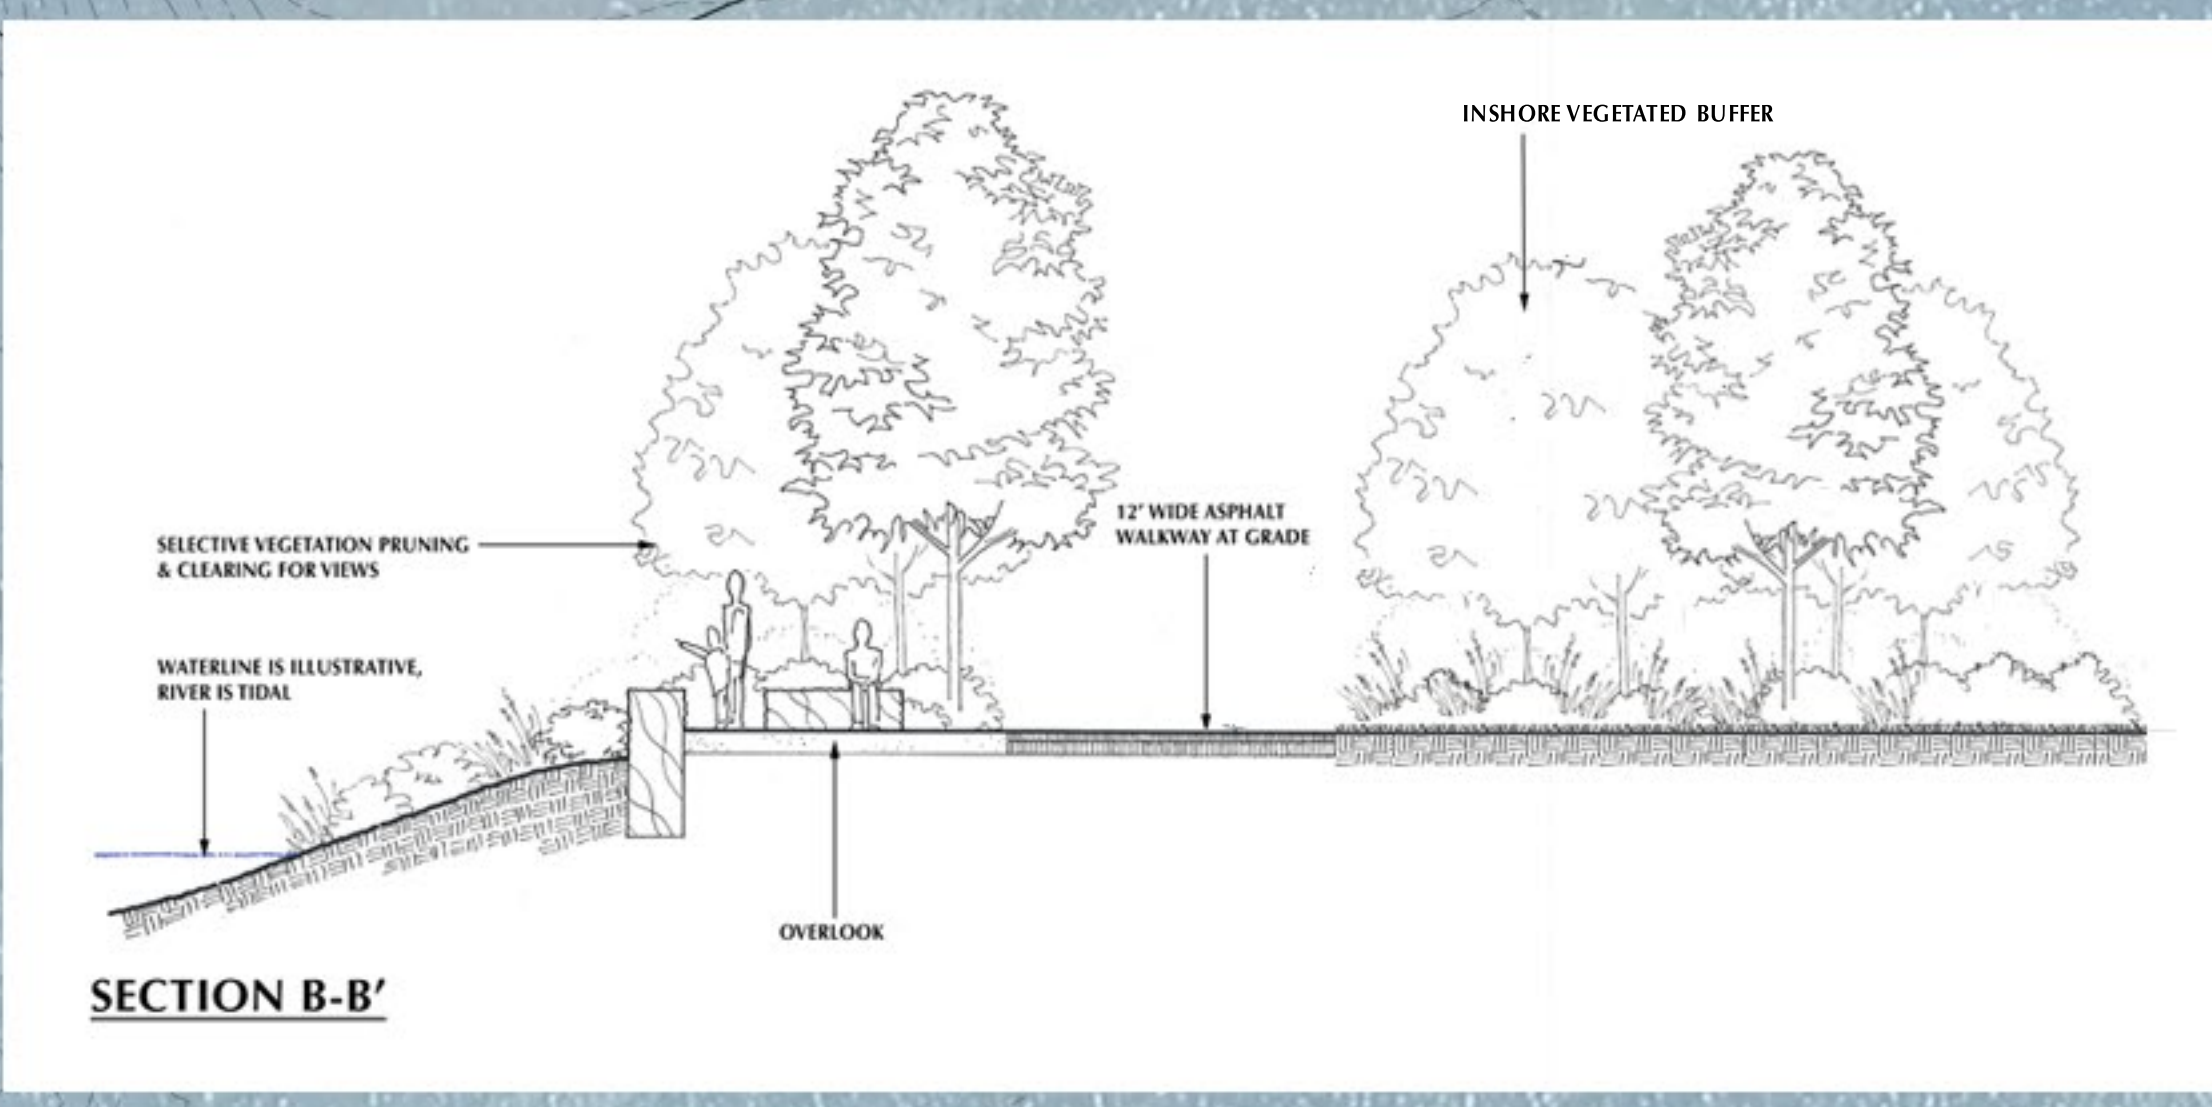 INSHORE VEGETATED BUFFER
12' WIDE ASPHALT
WALKWAY AT GRADE
SELECTIVE VEGETATION PRUNING
& CLEARING FOR VIEWS
WATERLINE IS ILLUSTRATIVE,
RIVER IS TIDAL
OVERLOOK
SECTION B-B'